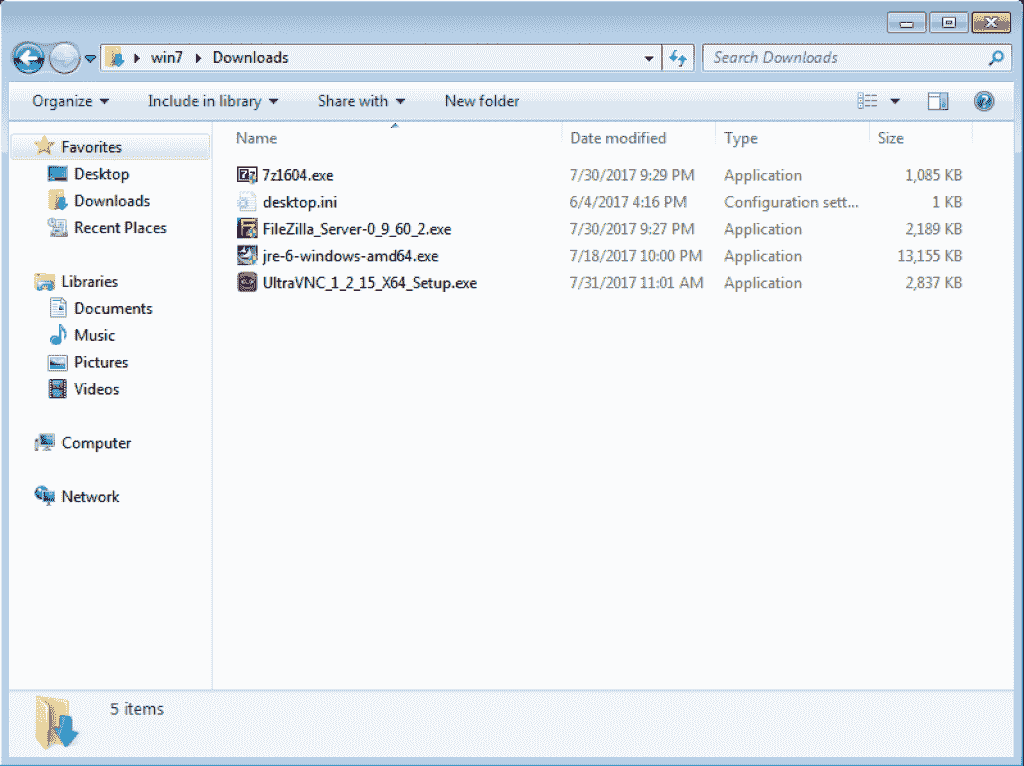 win7 Downloads Search Downloads
Organize Include in library Share with New folder
Favorites
Desktop
Downloads
Recent Places
Libraries
Documents
Music
Pictures
Videos
Computer
Network
Name Date modified Type Size
7z1604.exe 7/30/2017 9:29 PM Application 1,085 KB
desktop.ini 6/4/2017 4:16 PM Configuration sett... 1 KB
FileZilla_Server-0_9_60_2.exe 7/30/2017 9:27 PM Application 2,189 KB
jre-6-windows-amd64.exe 7/18/2017 10:00 PM Application 13,155 KB
UltraVNC_1_2_15_X64_Setup.exe 7/31/2017 11:01 AM Application 2,837 KB
5 items